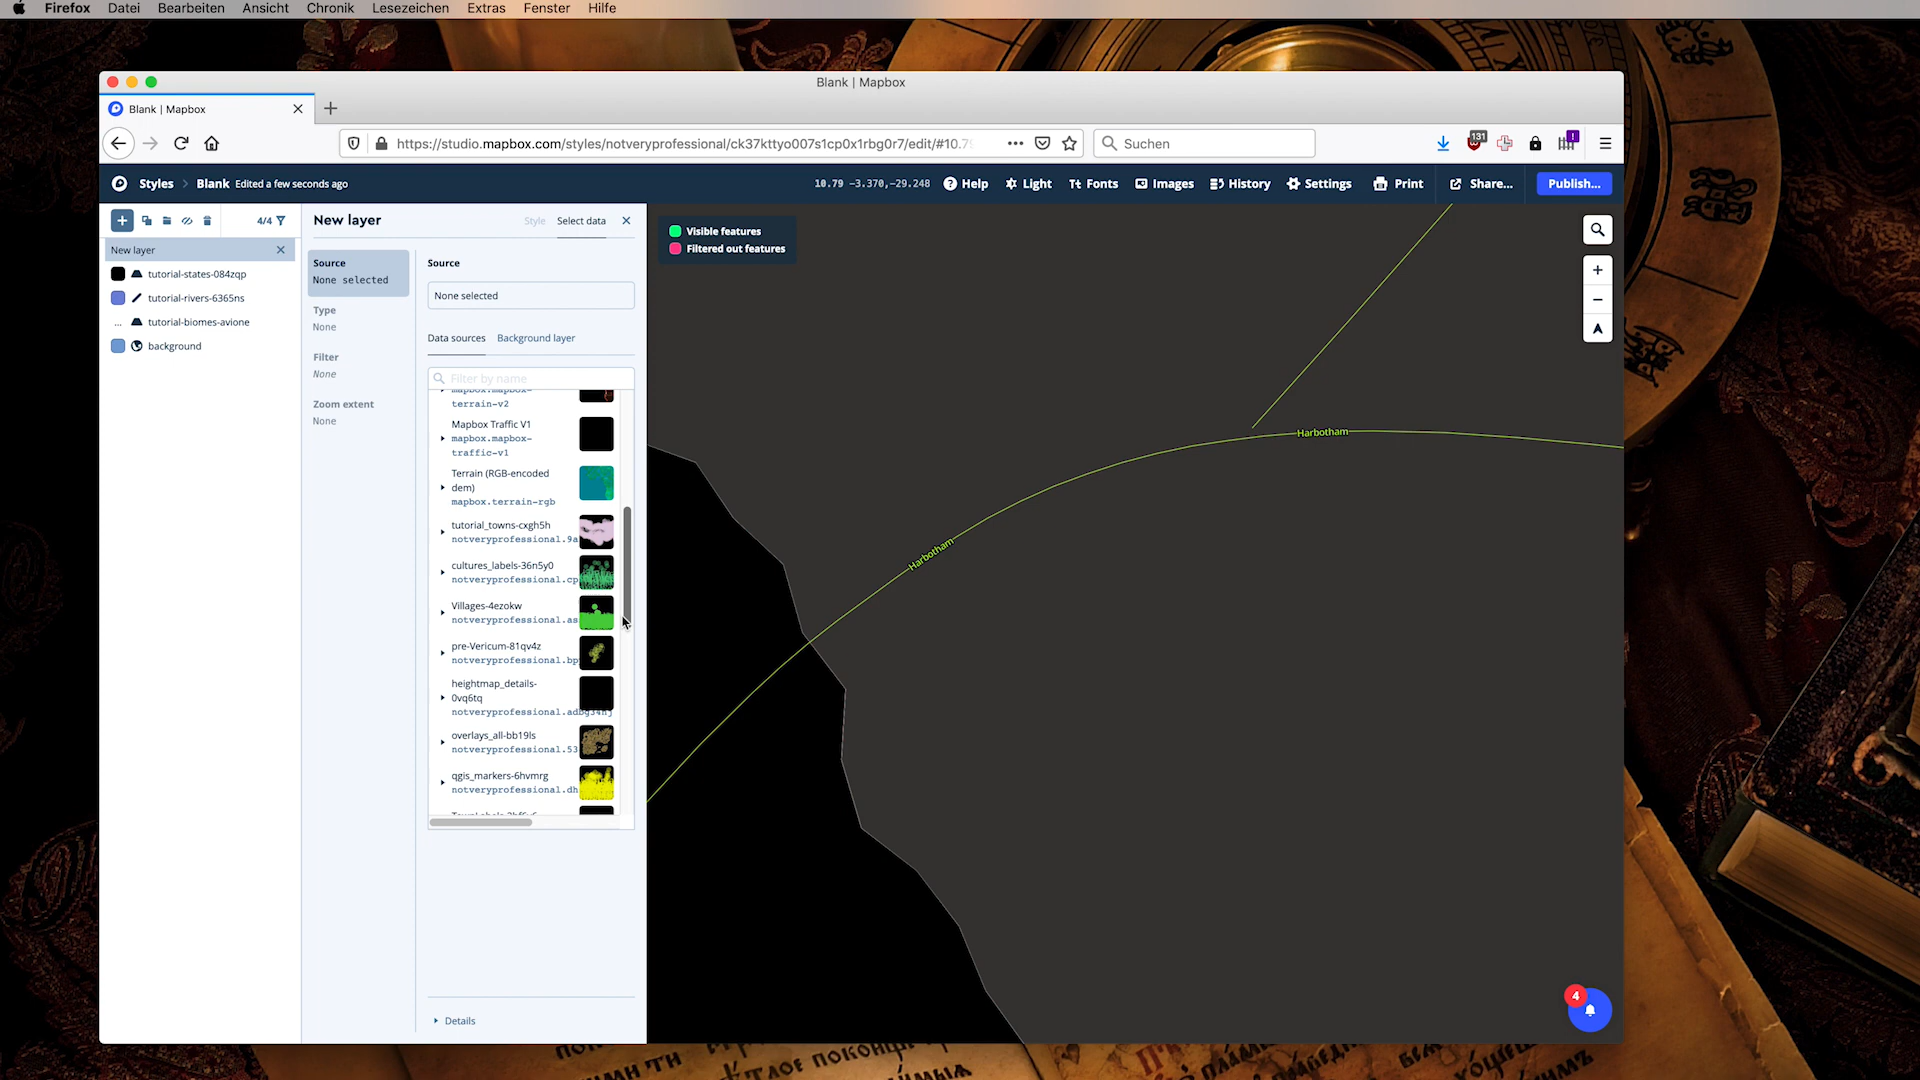 Firefox Datei Bearbeiten Ansicht Chronik Lesezeichen Extras Fenster Hilfe
Blank | Mapbox
Blank | Mapbox
https://studio.mapbox.com/styles/notveryprofessional/ck37kttyo007s1cp0x1rbg0r7/edit/#10.79
Suchen
131
!
Styles Blank Edited a few seconds ago
10.79 -3.370,-29.248 Help Light Fonts Images History Settings Print Share... Publish...
4/4
New layer
tutorial-states-084zqp
tutorial-rivers-6365ns
... tutorial-biomes-avione
background
New layer Style Select data
Source
None selected
Type
None
Filter
None
Zoom extent
None
Source
None selected
Data sources Background layer
Filter by name
mapbox.mapbox-
terrain-v2
Mapbox Traffic V1
mapbox.mapbox-
traffic-v1
Terrain (RGB-encoded
dem)
mapbox.terrain-rgb
tutorial_towns-cxgh5h
notveryprofessional.9a
cultures_labels-36n5y0
notveryprofessional.cp
Villages-4ezokw
notveryprofessional.as
pre-Vericum-81qv4z
notveryprofessional.bp
heightmap_details-
0vq6tq
notveryprofessional.adbg34nj
overlays_all-bb19ls
notveryprofessional.53
qgis_markers-6hvmrg
notveryprofessional.dh
Details
Visible features
Filtered out features
Harbotham
Harbotham
4